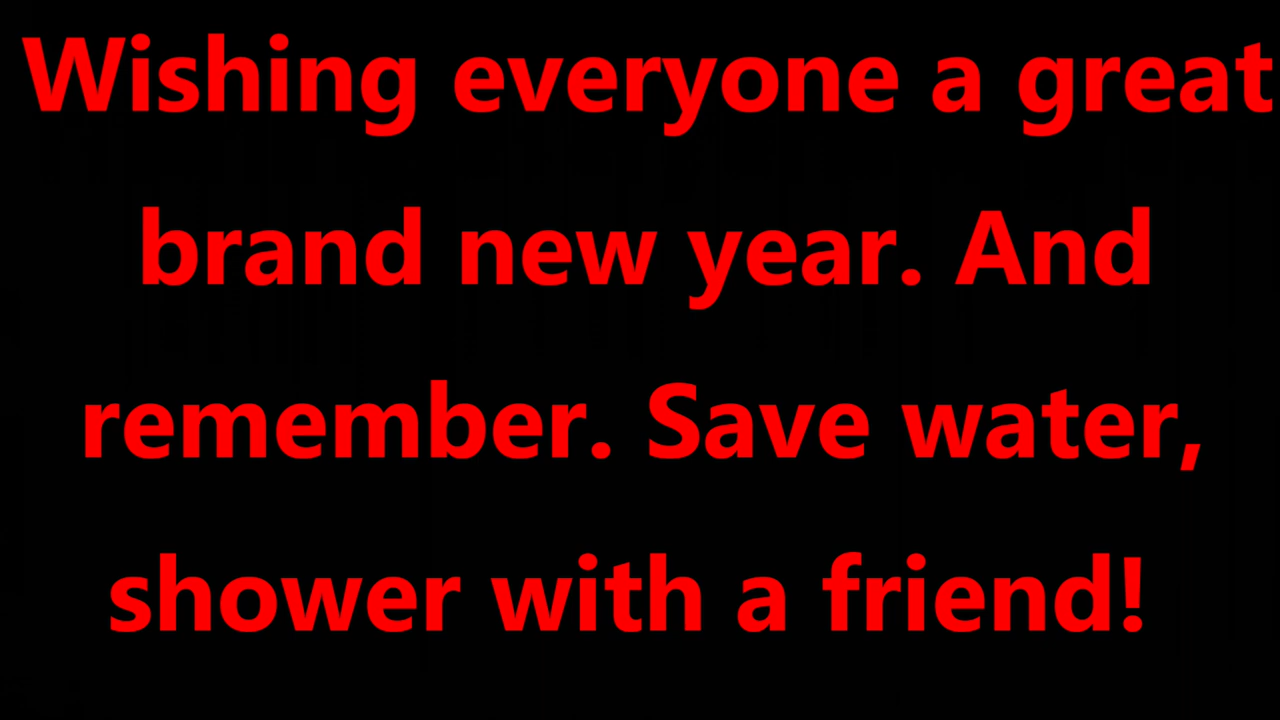 Wishing everyone a great
brand new year. And
remember. Save water,
shower with a friend!